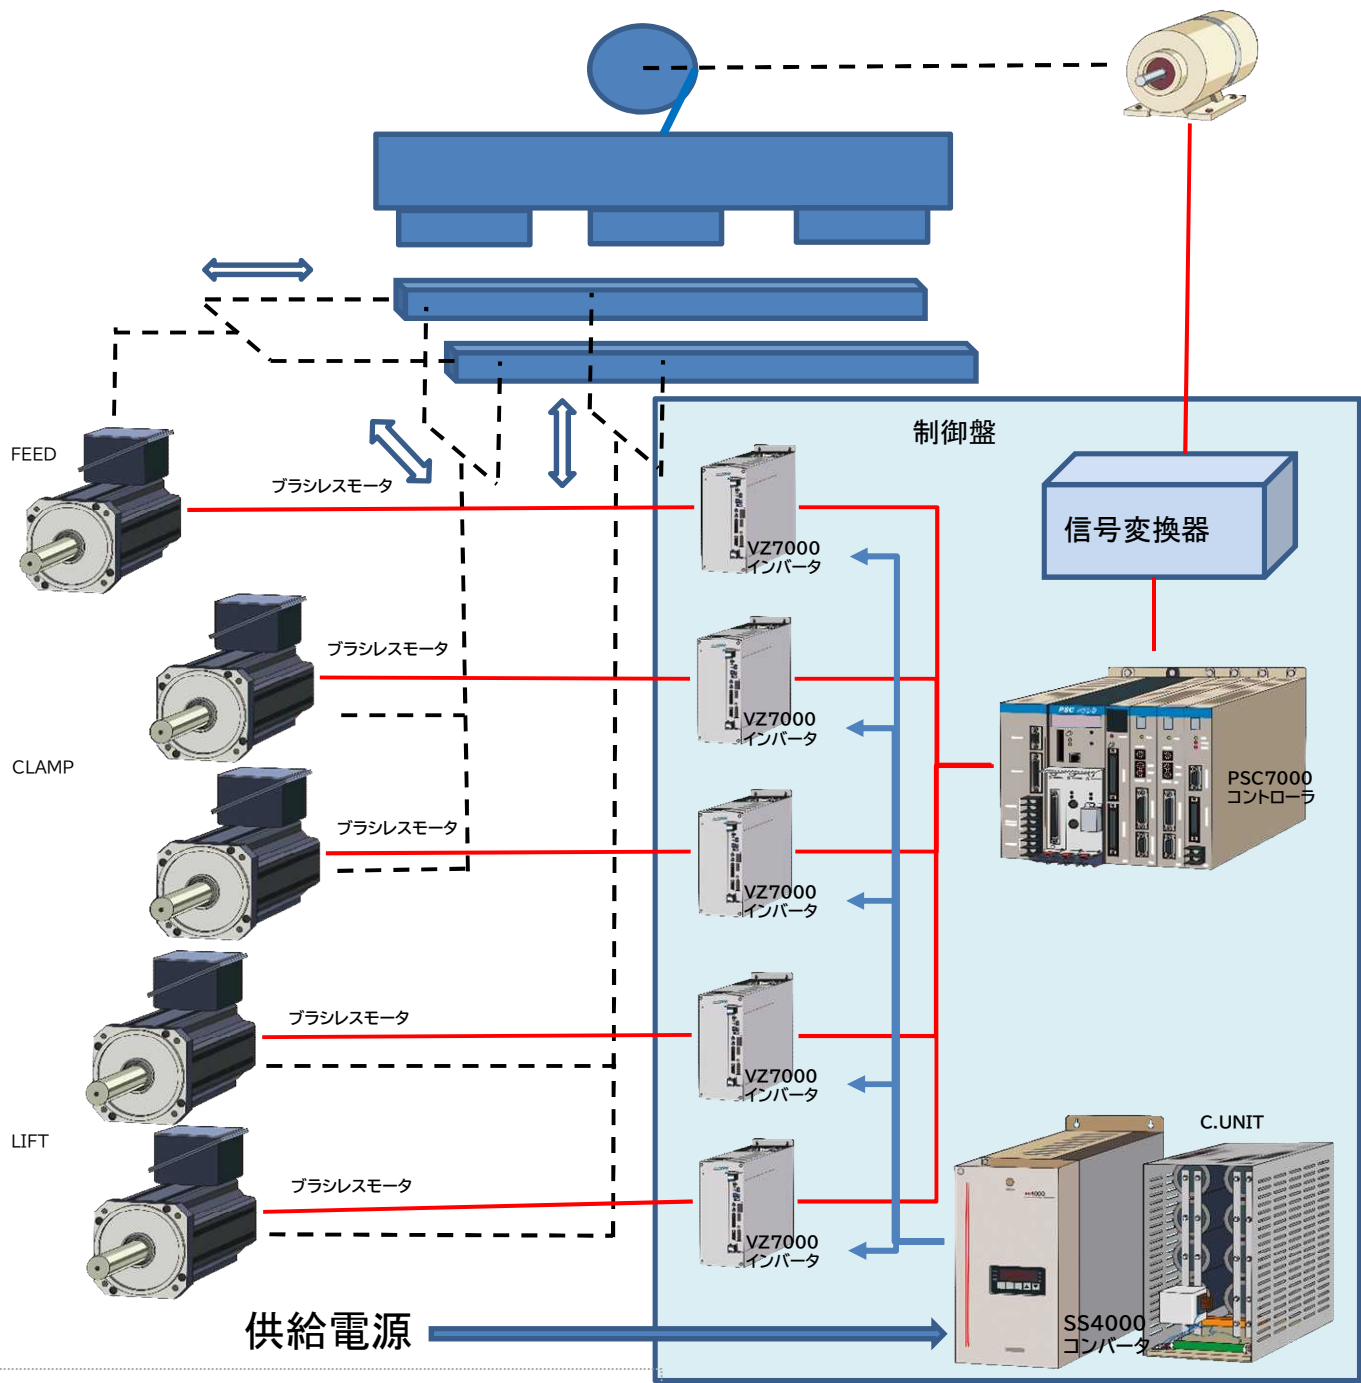 制御盤
FEED
ブラシレスモータ
VZ7000
インバータ
信号変換器
ブラシレスモータ
VZ7000
インバータ
CLAMP
PSC7000
コントローラ
ブラシレスモータ
VZ7000
インバータ
ブラシレスモータ
VZ7000
インバータ
LIFT
C.UNIT
ブラシレスモータ
VZ7000
インバータ
供給電源
SS4000
コンバータ